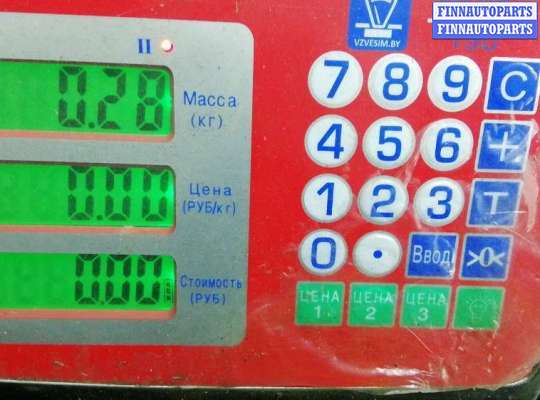 FINNAUTOPARTS
FINNAUTOPARTS
VZVESIM.BY
II
0.28
Масса
(кг)
7 8 9 C
4 5 6 +
0.00
Цена
(РУБ/кг)
1 2 3 T
0 • Ввод >0<
0.00
Стоимость
(РУБ)
ЦЕНА 1
ЦЕНА 2
ЦЕНА 3